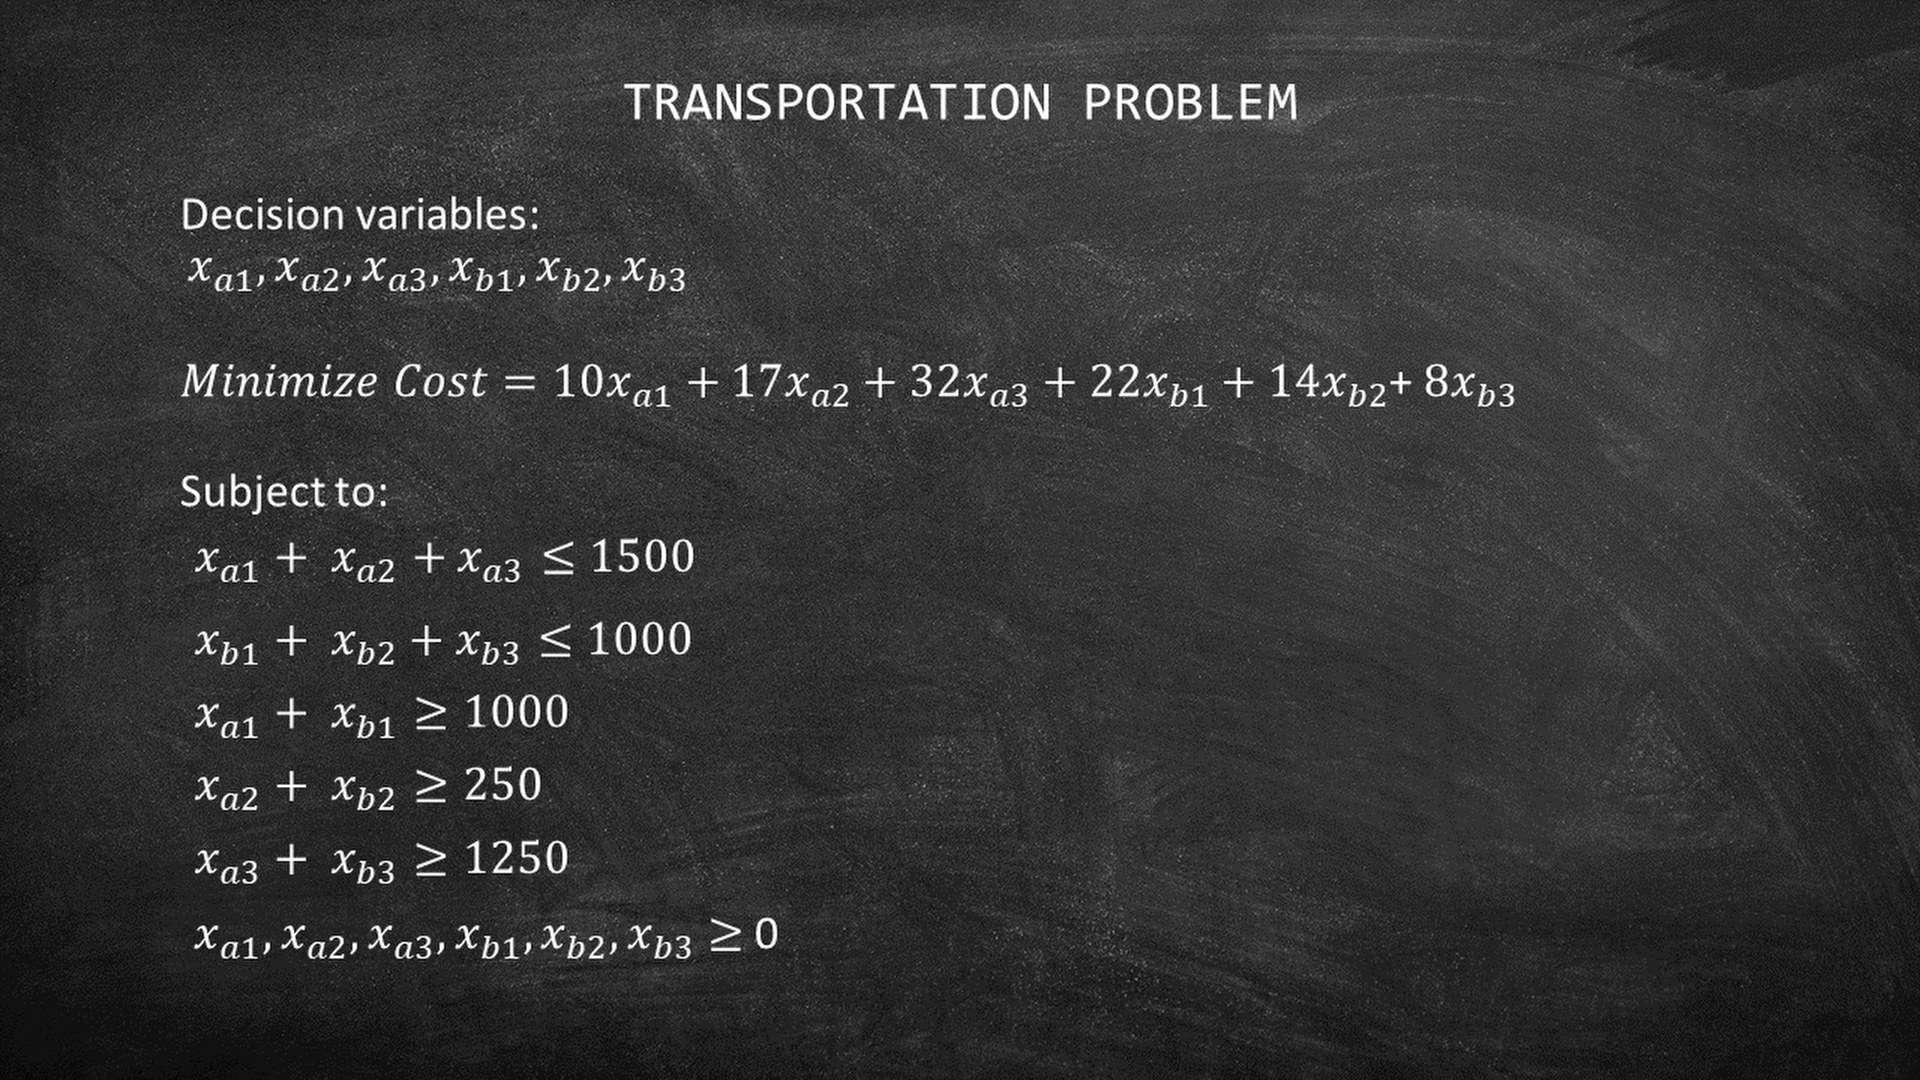 TRANSPORTATION PROBLEM
Decision variables:
x_{a1}, x_{a2}, x_{a3}, x_{b1}, x_{b2}, x_{b3}
Minimize Cost = 10x_{a1} + 17x_{a2} + 32x_{a3} + 22x_{b1} + 14x_{b2}+ 8x_{b3}
Subject to:
x_{a1} + x_{a2} + x_{a3} ≤ 1500
x_{b1} + x_{b2} + x_{b3} ≤ 1000
x_{a1} + x_{b1} ≥ 1000
x_{a2} + x_{b2} ≥ 250
x_{a3} + x_{b3} ≥ 1250
x_{a1}, x_{a2}, x_{a3}, x_{b1}, x_{b2}, x_{b3} ≥ 0